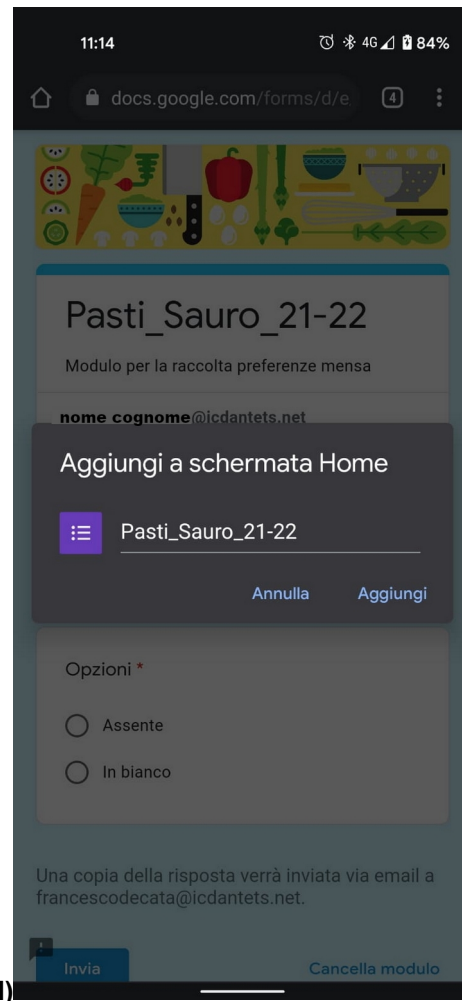 11:14 4G 84%
docs.google.com/forms/d/e 4
Pasti_Sauro_21-22
Modulo per la raccolta preferenze mensa
nome cognome@icdantets.net
Aggiungi a schermata Home
Pasti_Sauro_21-22
Annulla Aggiungi
Opzioni *
Assente
In bianco
Una copia della risposta verrà inviata via email a
francescodecata@icdantets.net.
Invia Cancella modulo